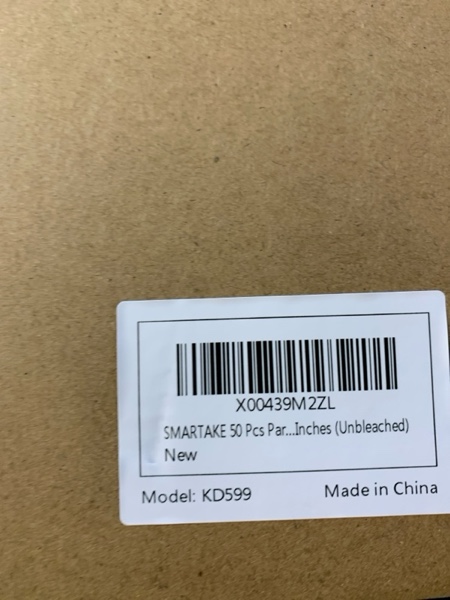 X00439M2ZL
SMARTAKE 50 Pcs Par...Inches (Unbleached)
New
Model: KD599
Made in China